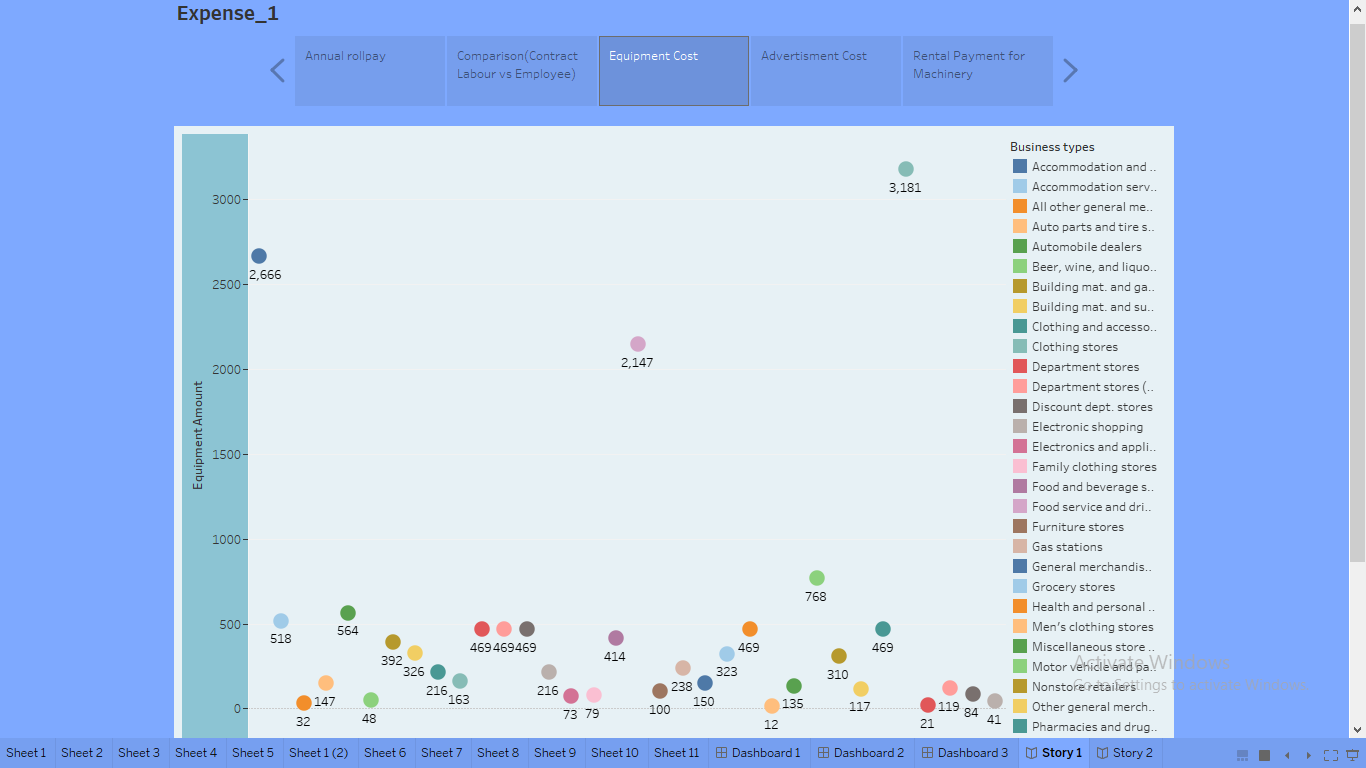 Expense_1
Annual rollpay
Comparison(Contract
Labour vs Employee)
Equipment Cost
Advertisment Cost
Rental Payment for
Machinery
Equipment Amount
3000
2500
2000
1500
1000
500
0
3,181
2,666
2,147
768
518
564
392
326
469
469
469
414
323
469
310
469
32
147
48
216
163
216
73
79
100
238
150
12
135
117
21
119
84
41
Business types
Accommodation and ..
Accommodation serv..
All other general me..
Auto parts and tire s..
Automobile dealers
Beer, wine, and liquo..
Building mat. and ga..
Building mat. and su..
Clothing and accesso..
Clothing stores
Department stores
Department stores (..
Discount dept. stores
Electronic shopping
Electronics and appli..
Family clothing stores
Food and beverage s..
Food service and dri..
Furniture stores
Gas stations
General merchandis..
Grocery stores
Health and personal ..
Men's clothing stores
Miscellaneous store ..
Motor vehicle and pa..
Nonstore retailers
Other general merch..
Pharmacies and drug..
Activate Windows
Go to Settings to activate Windows.
Sheet 1 Sheet 2 Sheet 3 Sheet 4 Sheet 5 Sheet 1 (2) Sheet 6 Sheet 7 Sheet 8 Sheet 9 Sheet 10 Sheet 11 Dashboard 1 Dashboard 2 Dashboard 3 Story 1 Story 2